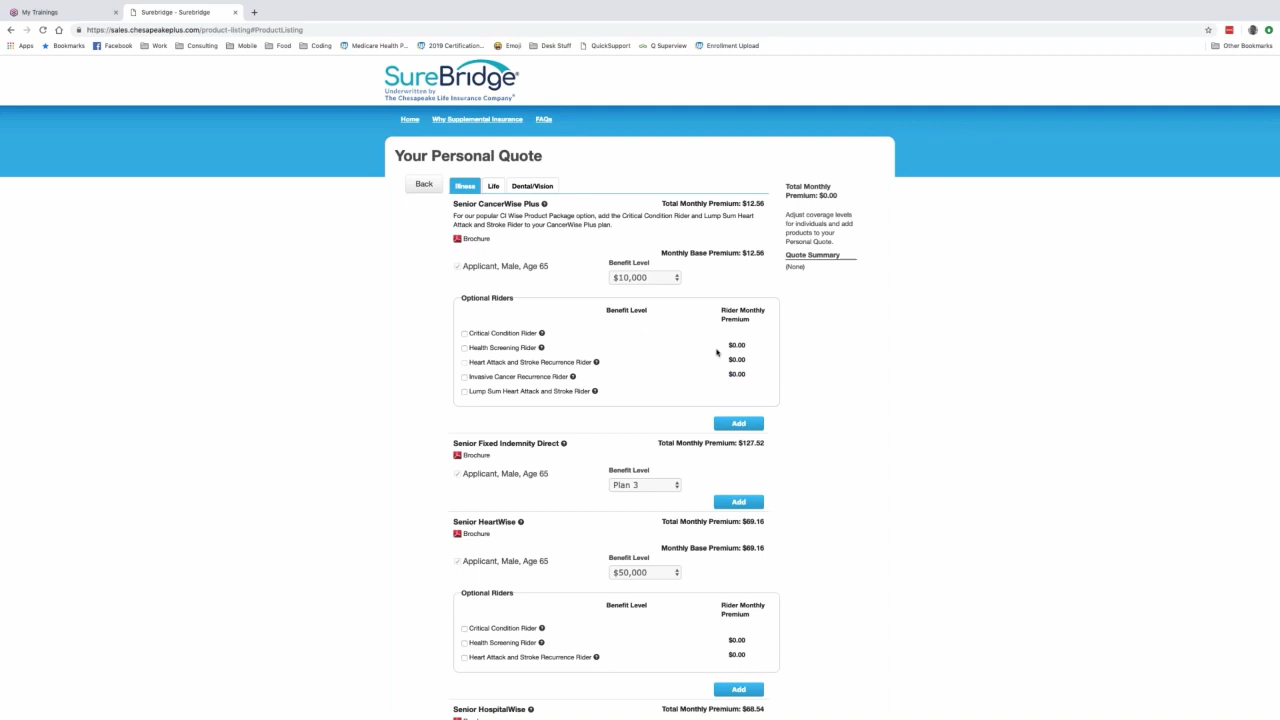 My Trainings
Surebridge - Surebridge
https://sales.chesapeakeplus.com/product-listing#ProductListing
Apps Bookmarks Facebook Work Consulting Mobile Food Coding Medicare Health P... 2019 Certification... Emoji Desk Stuff QuickSupport Q Superview Enrollment Upload Other Bookmarks
SureBridge®
Underwritten by
The Chesapeake Life Insurance Company®
Home Why Supplemental Insurance FAQs
Your Personal Quote
Back Illness Life Dental/Vision
Total Monthly
Premium: $0.00
Adjust coverage levels
for individuals and add
products to your
Personal Quote.
Quote Summary
(None)
Senior CancerWise Plus Total Monthly Premium: $12.56
For our popular CI Wise Product Package option, add the Critical Condition Rider and Lump Sum Heart
Attack and Stroke Rider to your CancerWise Plus plan.
Brochure
Monthly Base Premium: $12.56
Applicant, Male, Age 65
Benefit Level
$10,000
Optional Riders
Benefit Level Rider Monthly
Premium
Critical Condition Rider
Health Screening Rider $0.00
Heart Attack and Stroke Recurrence Rider $0.00
Invasive Cancer Recurrence Rider $0.00
Lump Sum Heart Attack and Stroke Rider
Add
Senior Fixed Indemnity Direct Total Monthly Premium: $127.52
Brochure
Applicant, Male, Age 65
Benefit Level
Plan 3
Add
Senior HeartWise Total Monthly Premium: $69.16
Brochure
Monthly Base Premium: $69.16
Applicant, Male, Age 65
Benefit Level
$50,000
Optional Riders
Benefit Level Rider Monthly
Premium
Critical Condition Rider
Health Screening Rider $0.00
Heart Attack and Stroke Recurrence Rider $0.00
Add
Senior HospitalWise Total Monthly Premium: $68.54